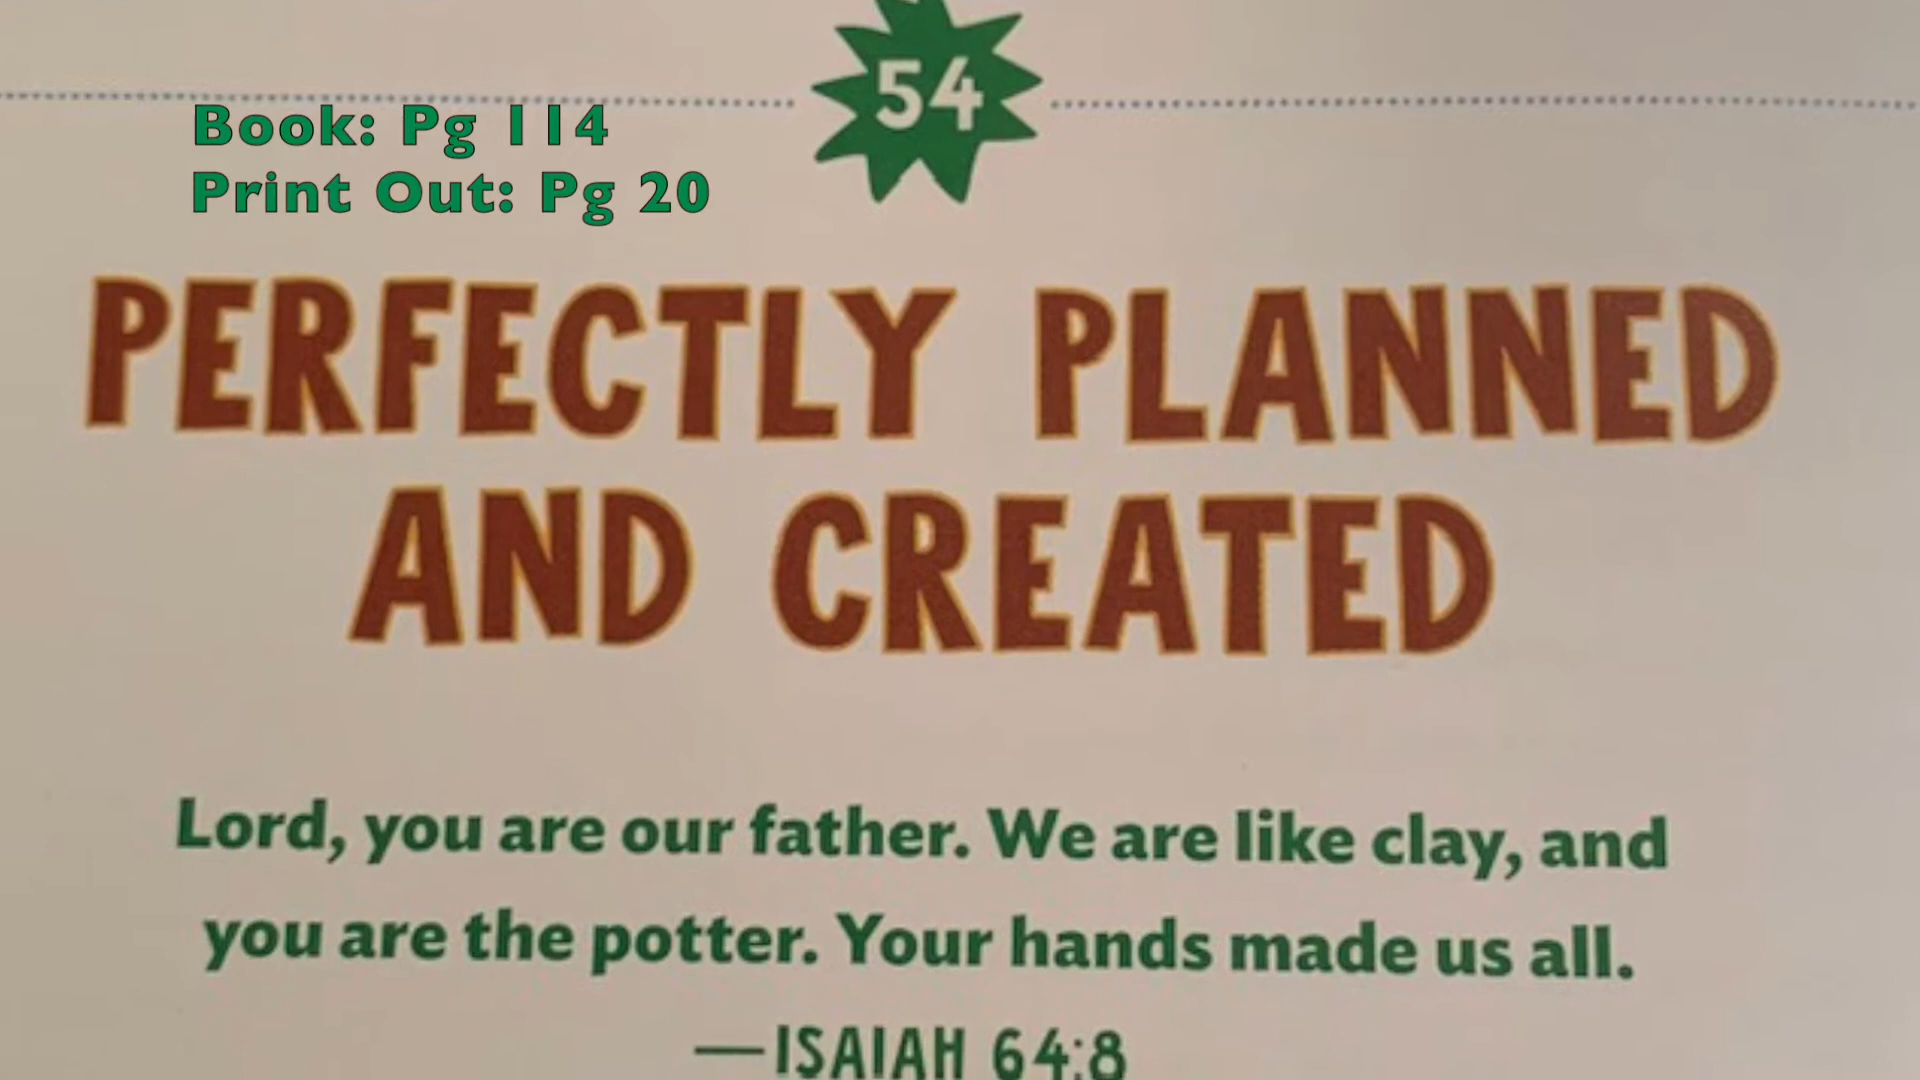 54
Book: Pg 114
Print Out: Pg 20
PERFECTLY PLANNED
AND CREATED
Lord, you are our father. We are like clay, and
you are the potter. Your hands made us all.
—ISAIAH 64:8